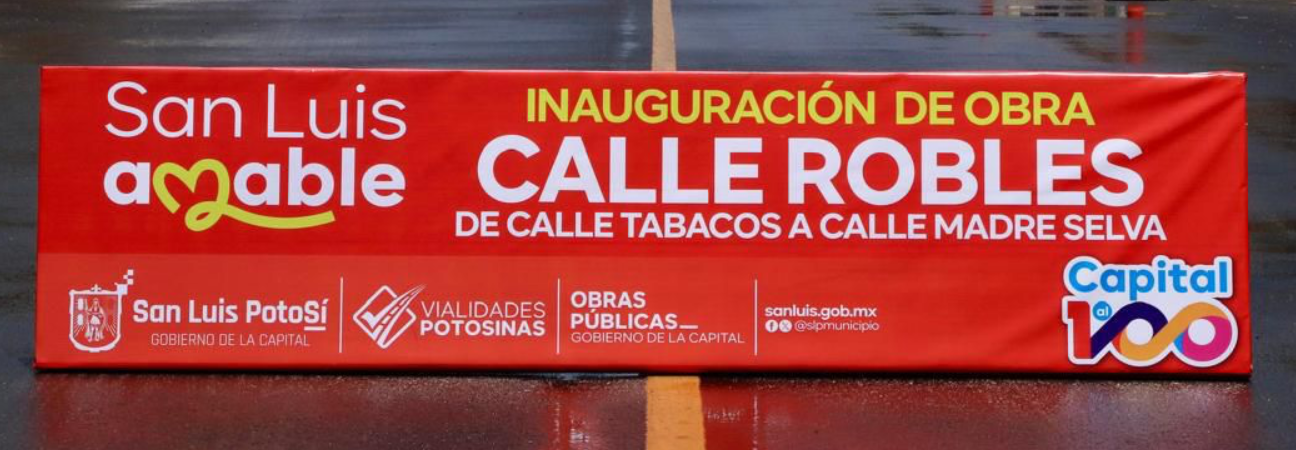 San Luis
amable
INAUGURACIÓN DE OBRA
CALLE ROBLES
DE CALLE TABACOS A CALLE MADRE SELVA
San Luis PotoSí
GOBIERNO DE LA CAPITAL
VIALIDADES
POTOSINAS
OBRAS
PÚBLICAS_
GOBIERNO DE LA CAPITAL
sanluis.gob.mx
@slpmunicipio
Capital
al
100